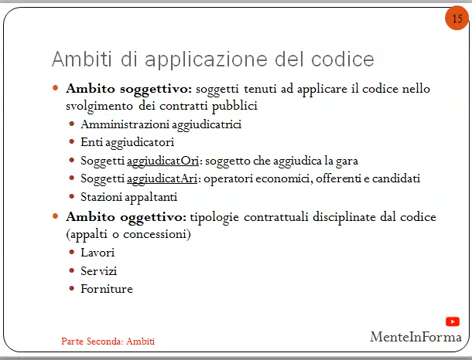 15
Ambiti di applicazione del codice
Ambito soggettivo: soggetti tenuti ad applicare il codice nello
svolgimento dei contratti pubblici
Amministrazioni aggiudicatrici
Enti aggiudicatori
Soggetti aggiudicatOri: soggetto che aggiudica la gara
Soggetti aggiudicatAri: operatori economici, offerenti e candidati
Stazioni appaltanti
Ambito oggettivo: tipologie contrattuali disciplinate dal codice
(appalti o concessioni)
Lavori
Servizi
Forniture
MenteInForma
Parte Seconda: Ambiti